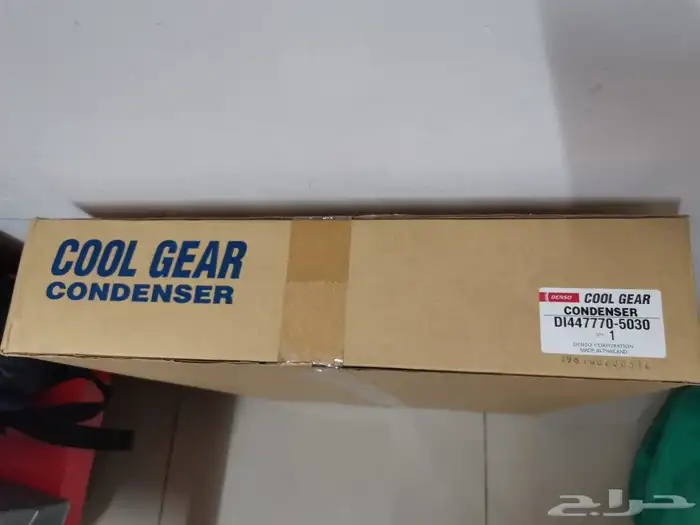 COOL GEAR
CONDENSER
DENSO COOL GEAR
CONDENSER
DI447770-5030
1
DENSO CORPORATION
MADE IN THAILAND
حراج